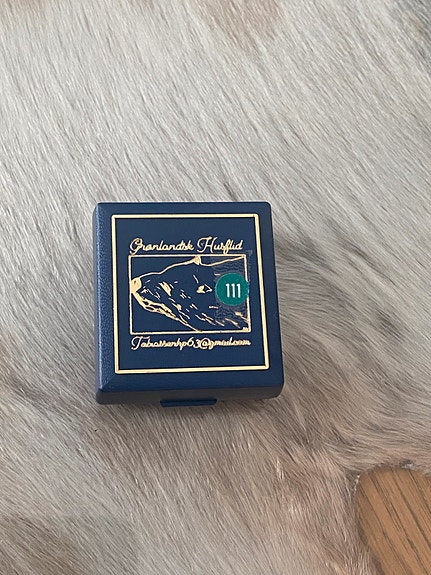 Grønlandsk Husflid
111
Tobiassenhp63@gmail.com